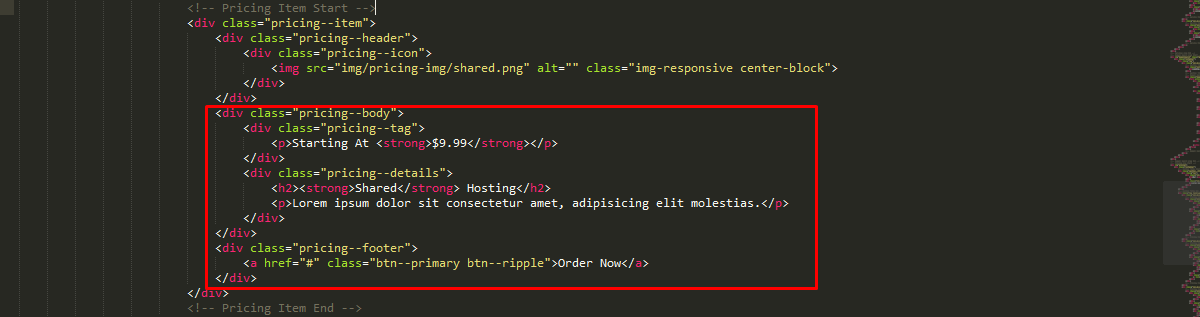 <!-- Pricing Item Start -->
<div class="pricing--item">
<div class="pricing--header">
<div class="pricing--icon">
<img src="img/pricing-img/shared.png" alt="" class="img-responsive center-block">
</div>
</div>
<div class="pricing--body">
<div class="pricing--tag">
<p>Starting At <strong>$9.99</strong></p>
</div>
<div class="pricing--details">
<h2><strong>Shared</strong> Hosting</h2>
<p>Lorem ipsum dolor sit consectetur amet, adipisicing elit molestias.</p>
</div>
</div>
<div class="pricing--footer">
<a href="#" class="btn--primary btn--ripple">Order Now</a>
</div>
</div>
<!-- Pricing Item End -->